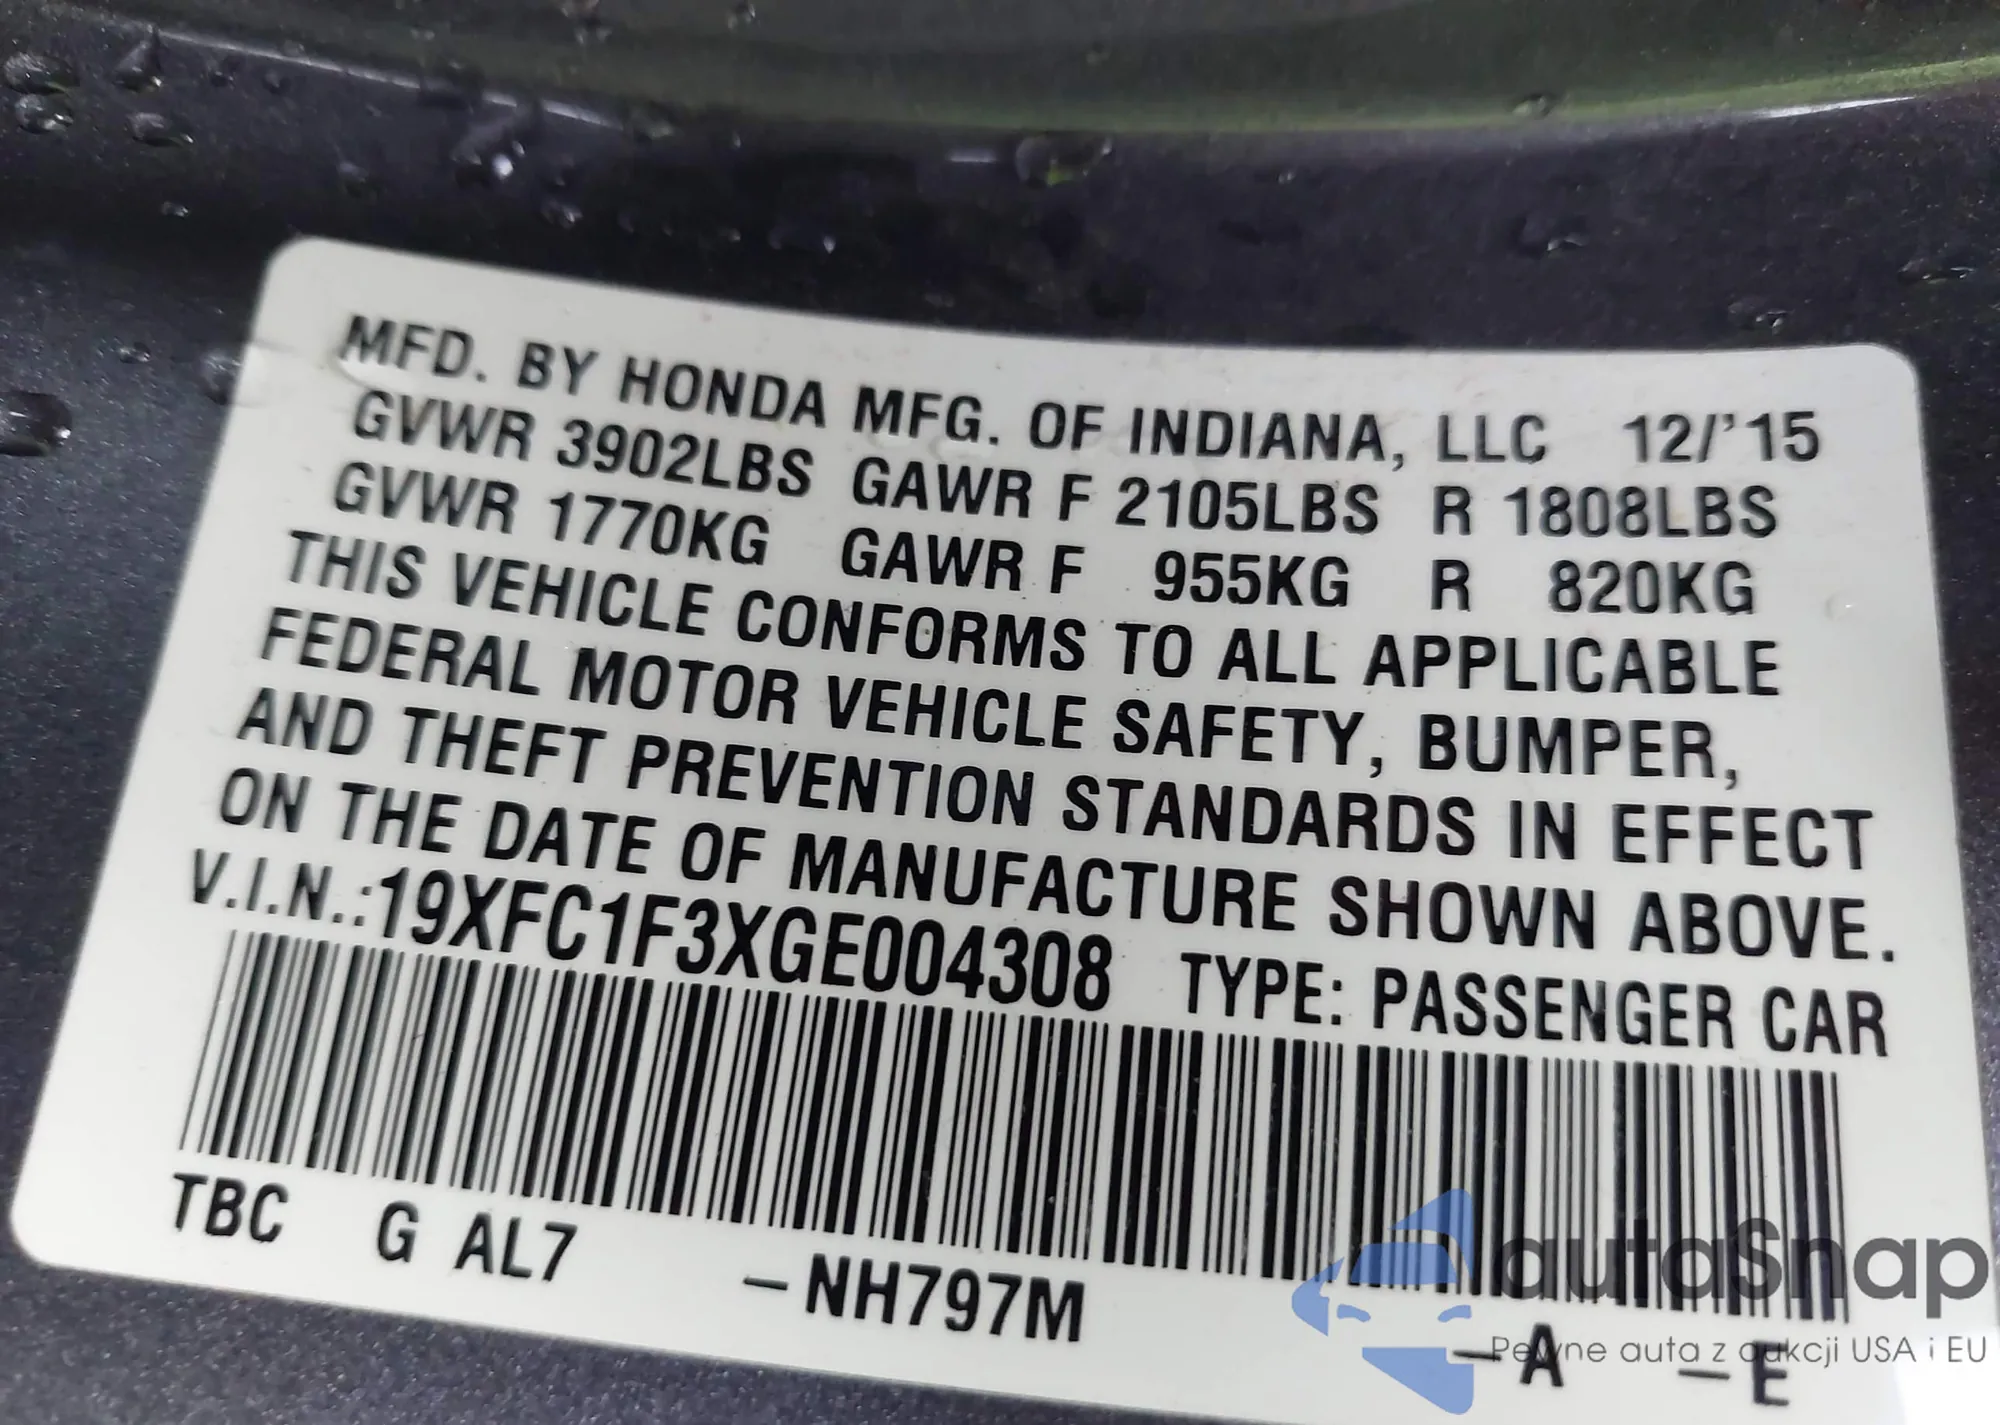 MFD. BY HONDA MFG. OF INDIANA, LLC 12/'15
GVWR 3902LBS GAWR F 2105LBS R 1808LBS
GVWR 1770KG GAWR F 955KG R 820KG
THIS VEHICLE CONFORMS TO ALL APPLICABLE
FEDERAL MOTOR VEHICLE SAFETY, BUMPER,
AND THEFT PREVENTION STANDARDS IN EFFECT
ON THE DATE OF MANUFACTURE SHOWN ABOVE.
V.I.N.:19XFC1F3XGE004308 TYPE: PASSENGER CAR
TBC G AL7 –NH797M –A –E
autaSnap
Pewne auta z aukcji USA i EU